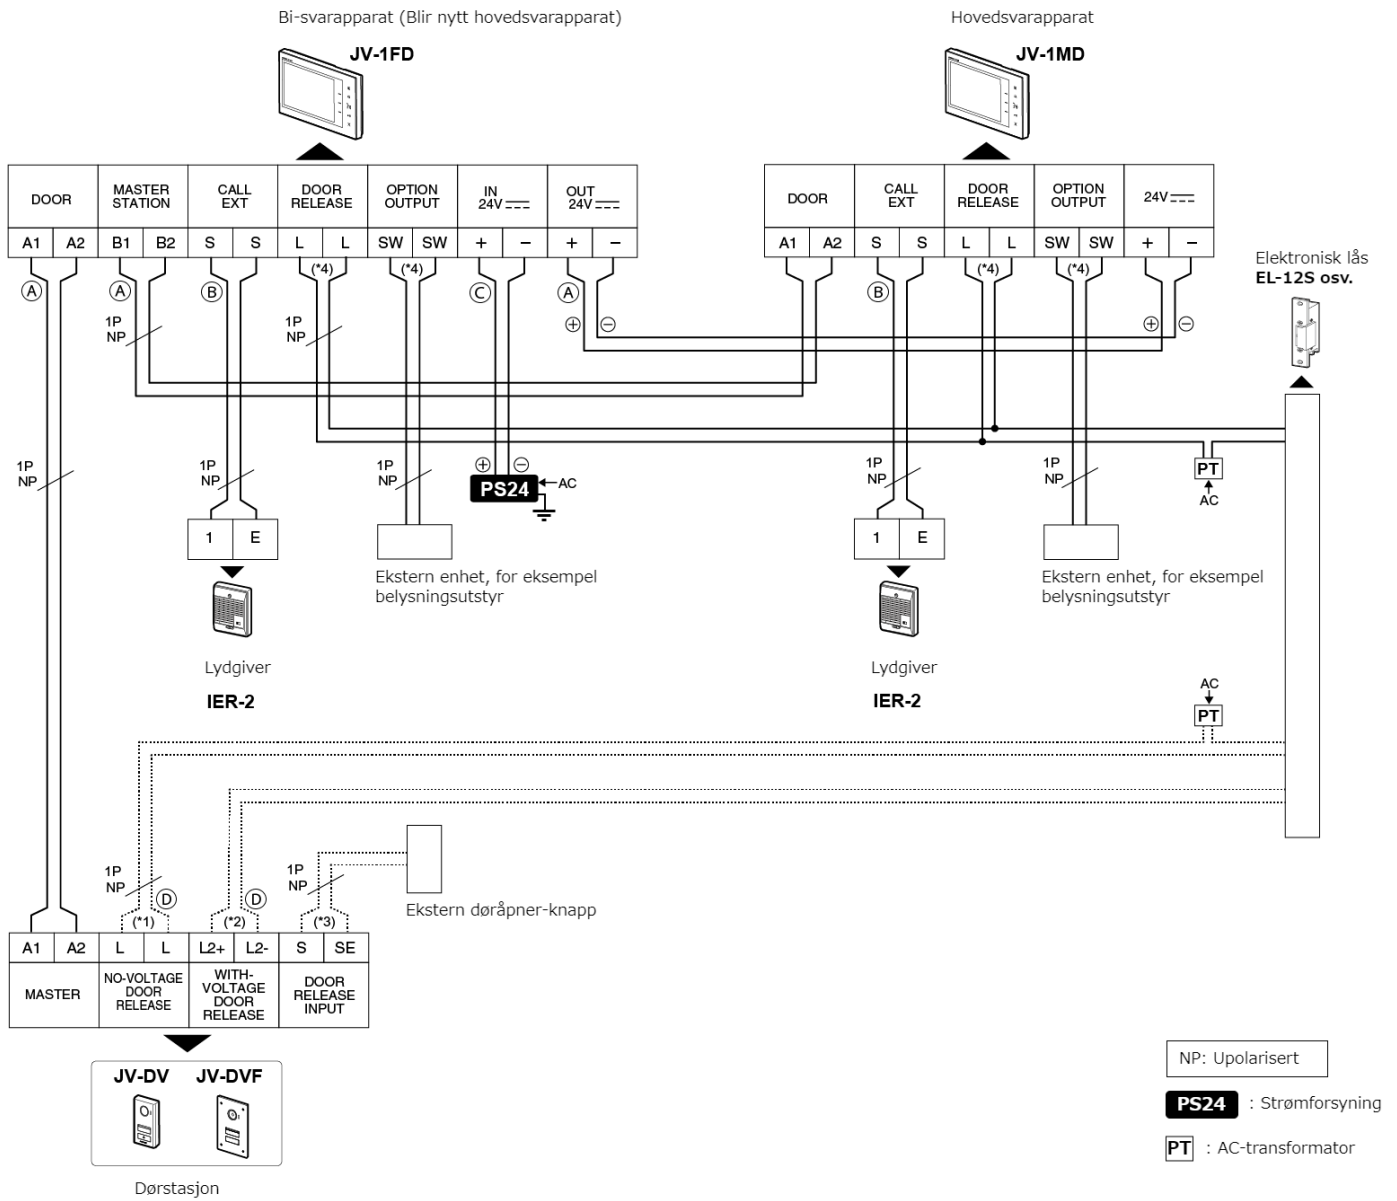 Bi-svarapparat (Blir nytt hovedsvarapparat)
JV-1FD
Hovedsvarapparat
JV-1MD
DOOR
MASTER
STATION
CALL
EXT
DOOR
RELEASE
OPTION
OUTPUT
IN
24V
OUT
24V
A1 A2 B1 B2 S S L L SW SW + − + −
DOOR
CALL
EXT
DOOR
RELEASE
OPTION
OUTPUT
24V
A1 A2 S S L L SW SW + −
Elektronisk lås
EL-12S osv.
(*4) (*4) (*4) (*4)
A A B C A B
1P
NP
1P
NP
+ − + −
1P
NP
1P
NP
1P
NP
+ −
PS24
AC
1P
NP
1P
NP
PT
AC
1 E
1 E
Ekstern enhet, for eksempel
belysningsutstyr
Ekstern enhet, for eksempel
belysningsutstyr
Lydgiver
IER-2
Lydgiver
IER-2
AC
PT
1P
NP
D
D
1P
NP
Ekstern døråpner-knapp
(*1) (*2) (*3)
A1 A2 L L L2+ L2- S SE
MASTER
NO-VOLTAGE
DOOR
RELEASE
WITH-
VOLTAGE
DOOR
RELEASE
DOOR
RELEASE
INPUT
JV-DV JV-DVF
Dørstasjon
NP: Upolarisert
PS24 : Strømforsyning
PT : AC-transformator